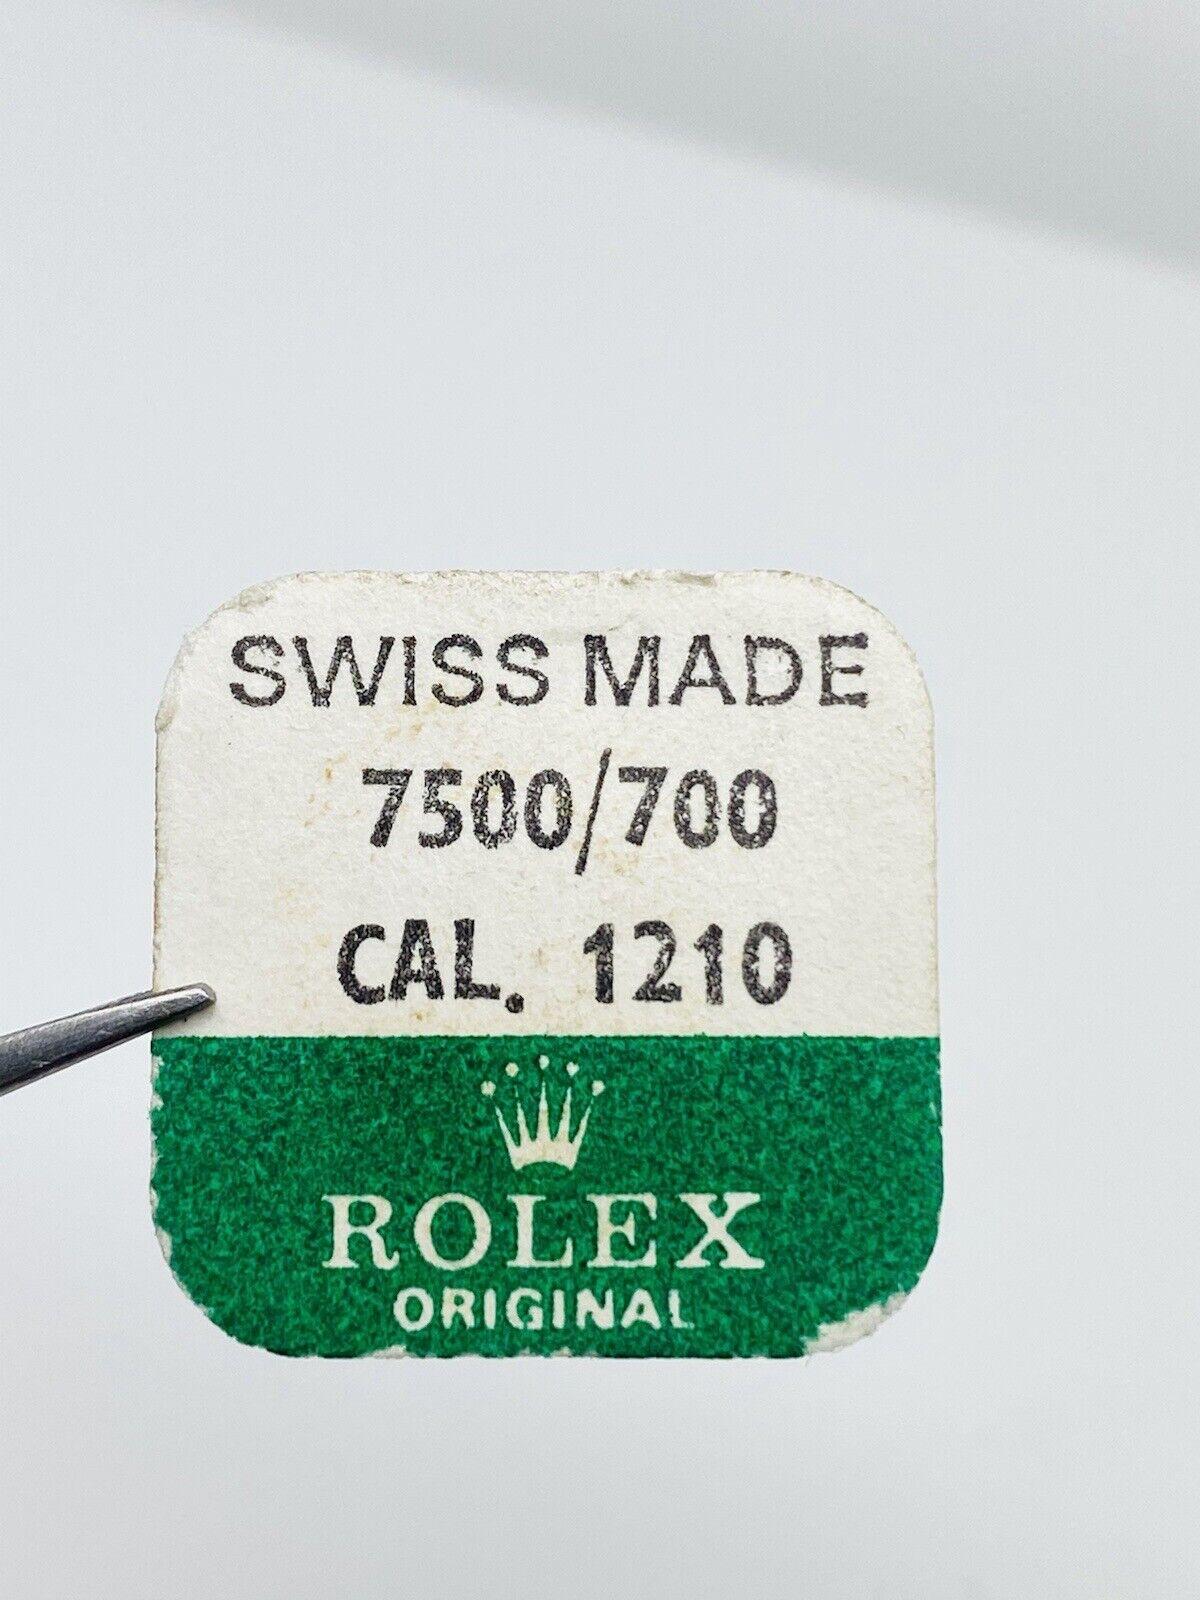 SWISS MADE
7500/700
CAL. 1210
ROLEX
ORIGINAL